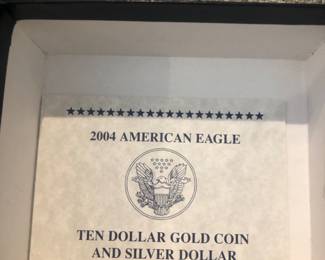 2004 AMERICAN EAGLE
TEN DOLLAR GOLD COIN
AND SILVER DOLLAR